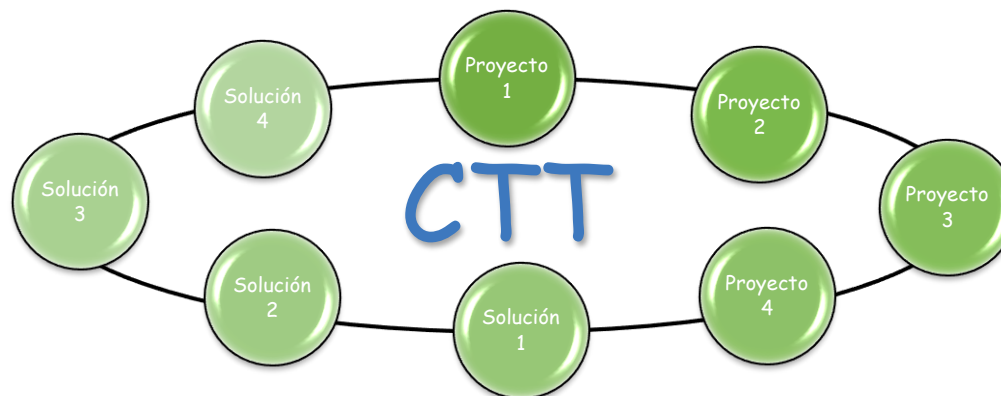 Proyecto
1
Proyecto
2
Proyecto
3
Proyecto
4
Solución
1
Solución
2
Solución
3
Solución
4
CTT